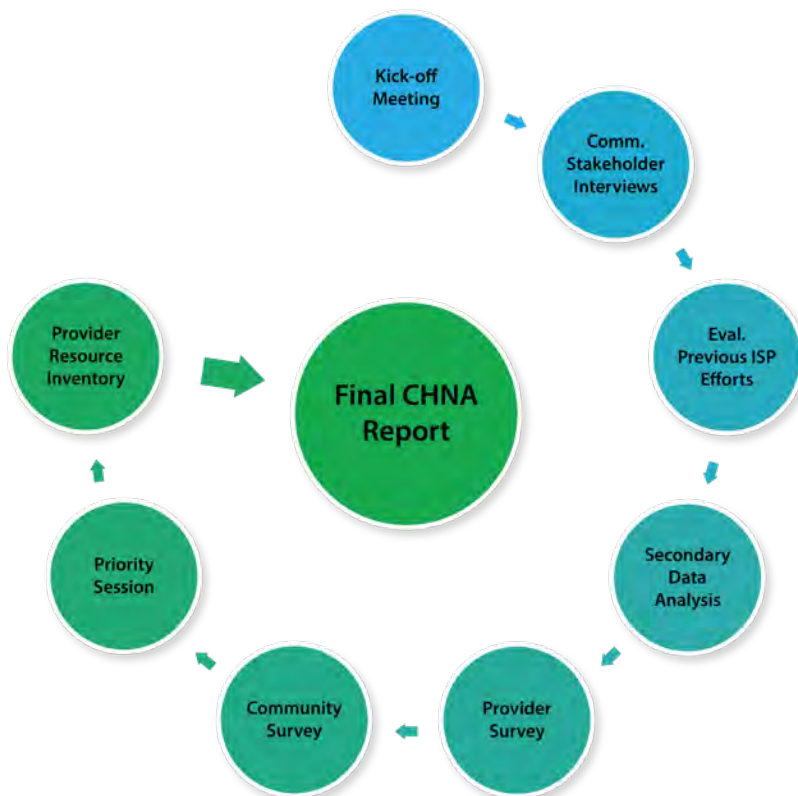 Kick-off
Meeting
Comm.
Stakeholder
Interviews
Eval.
Previous ISP
Efforts
Secondary
Data
Analysis
Provider
Survey
Community
Survey
Priority
Session
Provider
Resource
Inventory
Final CHNA
Report